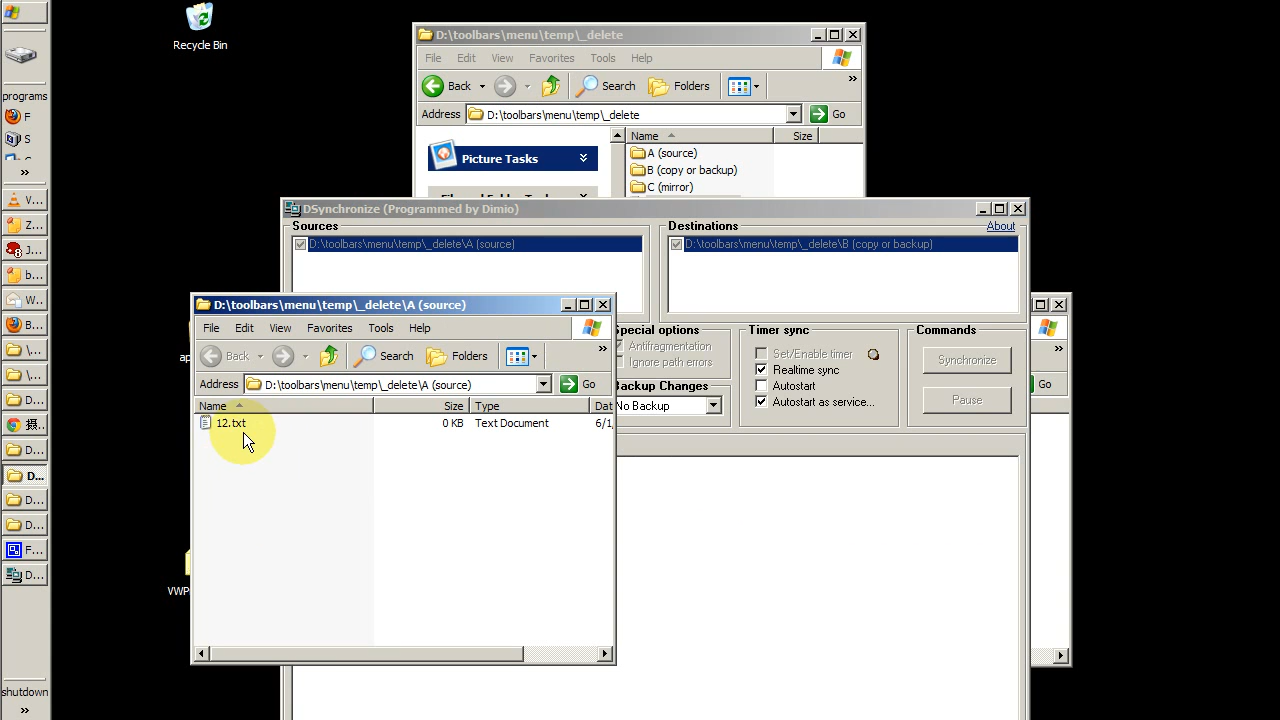 Recycle Bin
programs
F
S
»
V...
Z...
J...
b...
W...
B...
\...
\...
D...
摄...
D...
D...
D...
D...
F...
D...
shutdown
»
VWP
D:\toolbars\menu\temp\_delete
File Edit View Favorites Tools Help
Back Search Folders »
Address D:\toolbars\menu\temp\_delete Go
Name Size
Picture Tasks
A (source)
B (copy or backup)
C (mirror)
DSynchronize (Programmed by Dimio)
Sources
D:\toolbars\menu\temp\_delete\A (source)
Destinations
About
D:\toolbars\menu\temp\_delete\B (copy or backup)
Special options
Antifragmentation
Ignore path errors
Backup Changes
No Backup
Time sync
Set/Enable timer
Realtime sync
Autostart
Autostart as service...
Commands
Synchronize
Pause
D:\toolbars\menu\temp\_delete\A (source)
File Edit View Favorites Tools Help
Back Search Folders »
Address D:\toolbars\menu\temp\_delete\A (source) Go
Name Size Type Dat
12.txt 0 KB Text Document 6/1,
»
Go